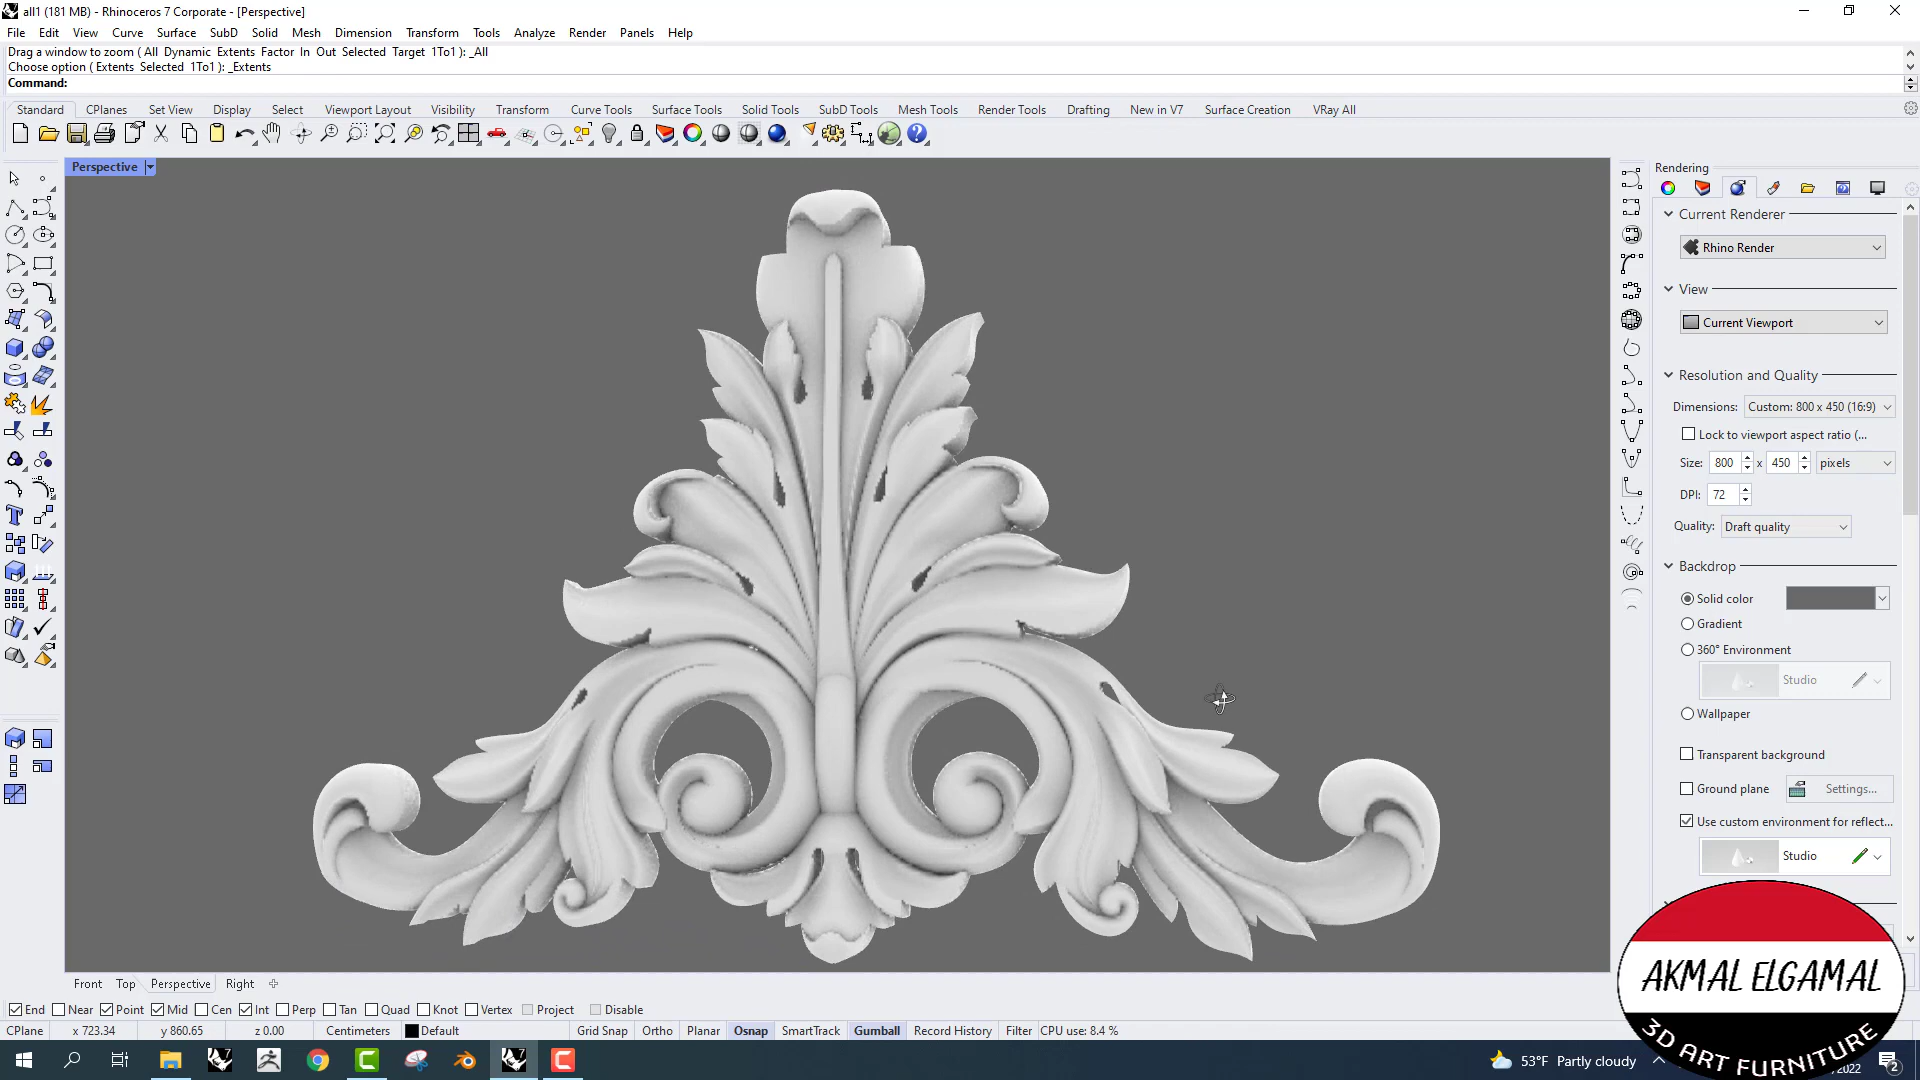 all1 (181 MB) - Rhinoceros 7 Corporate - [Perspective]
File Edit View Curve Surface SubD Solid Mesh Dimension Transform Tools Analyze Render Panels Help
Drag a window to zoom ( All Dynamic Extents Factor In Out Selected Target 1To1 ): _All
Choose option ( Extents Selected 1To1 ): _Extents
Command:
Standard CPlanes Set View Display Select Viewport Layout Visibility Transform Curve Tools Surface Tools Solid Tools SubD Tools Mesh Tools Render Tools Drafting New in V7 Surface Creation VRay All
Perspective
Rendering
Current Renderer
Rhino Render
View
Current Viewport
Resolution and Quality
Dimensions: Custom: 800 x 450 (16:9)
Lock to viewport aspect ratio (...
Size: 800 x 450 pixels
DPI: 72
Quality: Draft quality
Backdrop
Solid color
Gradient
360° Environment
Studio
Wallpaper
Transparent background
Ground plane Settings...
Use custom environment for reflect...
Studio
AKMAL ELGAMAL
3D ART FURNITURE
Front Top Perspective Right
End Near Point Mid Cen Int Perp Tan Quad Knot Vertex Project Disable
CPlane x 723.34 y 860.65 z 0.00 Centimeters Default Grid Snap Ortho Planar Osnap SmartTrack Gumball Record History Filter CPU use: 8.4 %
53°F Partly cloudy
2